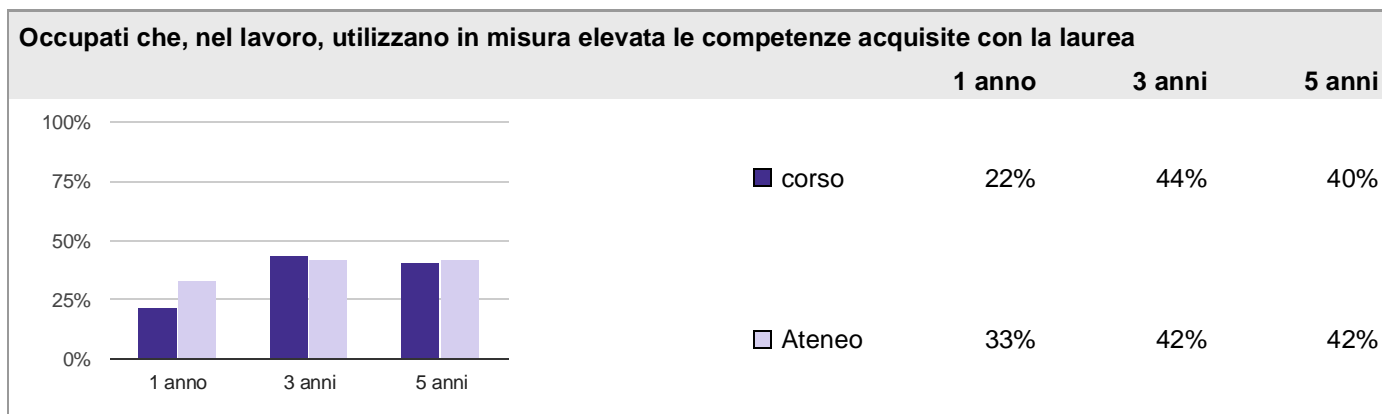 Occupati che, nel lavoro, utilizzano in misura elevata le competenze acquisite con la laurea
1 anno 3 anni 5 anni
100%
75%
50%
25%
0%
1 anno 3 anni 5 anni
corso 22% 44% 40%
Ateneo 33% 42% 42%